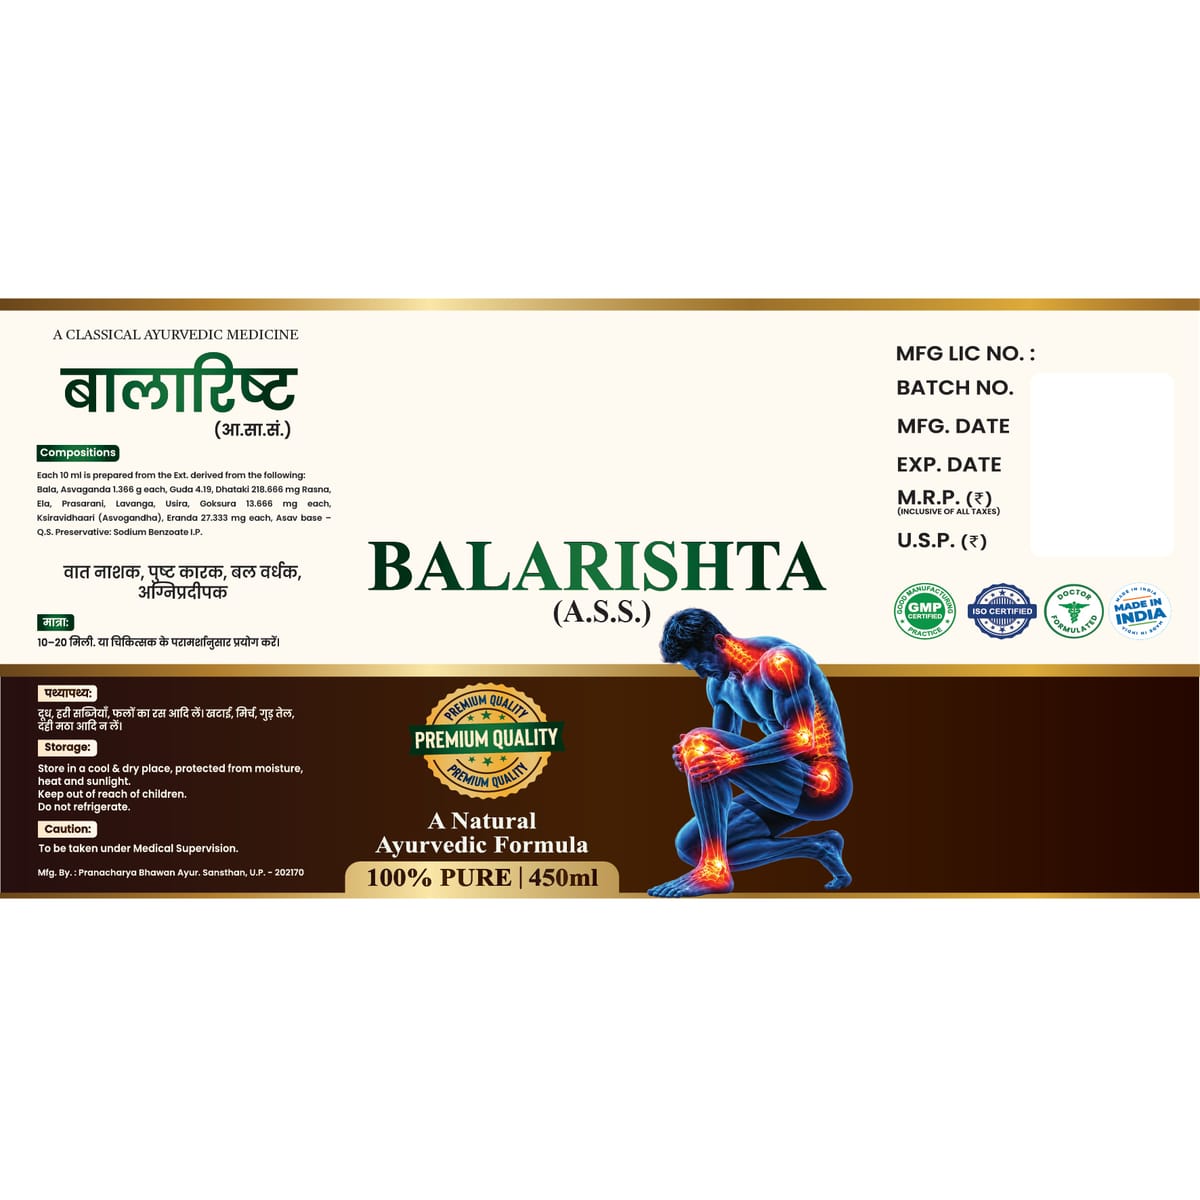 A CLASSICAL AYURVEDIC MEDICINE
बालारिष्ट
(आ.सा.सं.)
Compositions
Each 10 ml is prepared from the Ext. derived from the following:
Bala, Asvaganda 1.366 g each, Guda 4.19, Dhataki 218.666 mg Rasna,
Ela, Prasarani, Lavanga, Usira, Goksura 13.666 mg each,
Ksiravidhaari (Asvogandha), Eranda 27.333 mg each, Asav base –
Q.S. Preservative: Sodium Benzoate I.P.
वात नाशक, पुष्ट कारक, बल वर्धक,
अग्निप्रदीपक
मात्रा:
10–20 मिली. या चिकित्सक के परामर्शानुसार प्रयोग करें।
पथ्यापथ्य:
दूध, हरी सब्जियाँ, फलों का रस आदि लें। खटाई, मिर्च, गुड़ तेल,
दही मठा आदि न लें।
Storage:
Store in a cool & dry place, protected from moisture,
heat and sunlight.
Keep out of reach of children.
Do not refrigerate.
Caution:
To be taken under Medical Supervision.
Mfg. By. : Pranacharya Bhawan Ayur. Sansthan, U.P. - 202170
BALARISHTA
(A.S.S.)
PREMIUM QUALITY
PREMIUM QUALITY
PREMIUM QUALITY
A Natural
Ayurvedic Formula
100% PURE | 450ml
MFG LIC NO. :
BATCH NO.
MFG. DATE
EXP. DATE
M.R.P. (₹)
(INCLUSIVE OF ALL TAXES)
U.S.P. (₹)
GOOD MANUFACTURING
GMP
CERTIFIED
PRACTICE
ISO CERTIFIED
DOCTOR
FORMULATED
MADE IN INDIA
MADE IN
INDIA
MADE IN INDIA